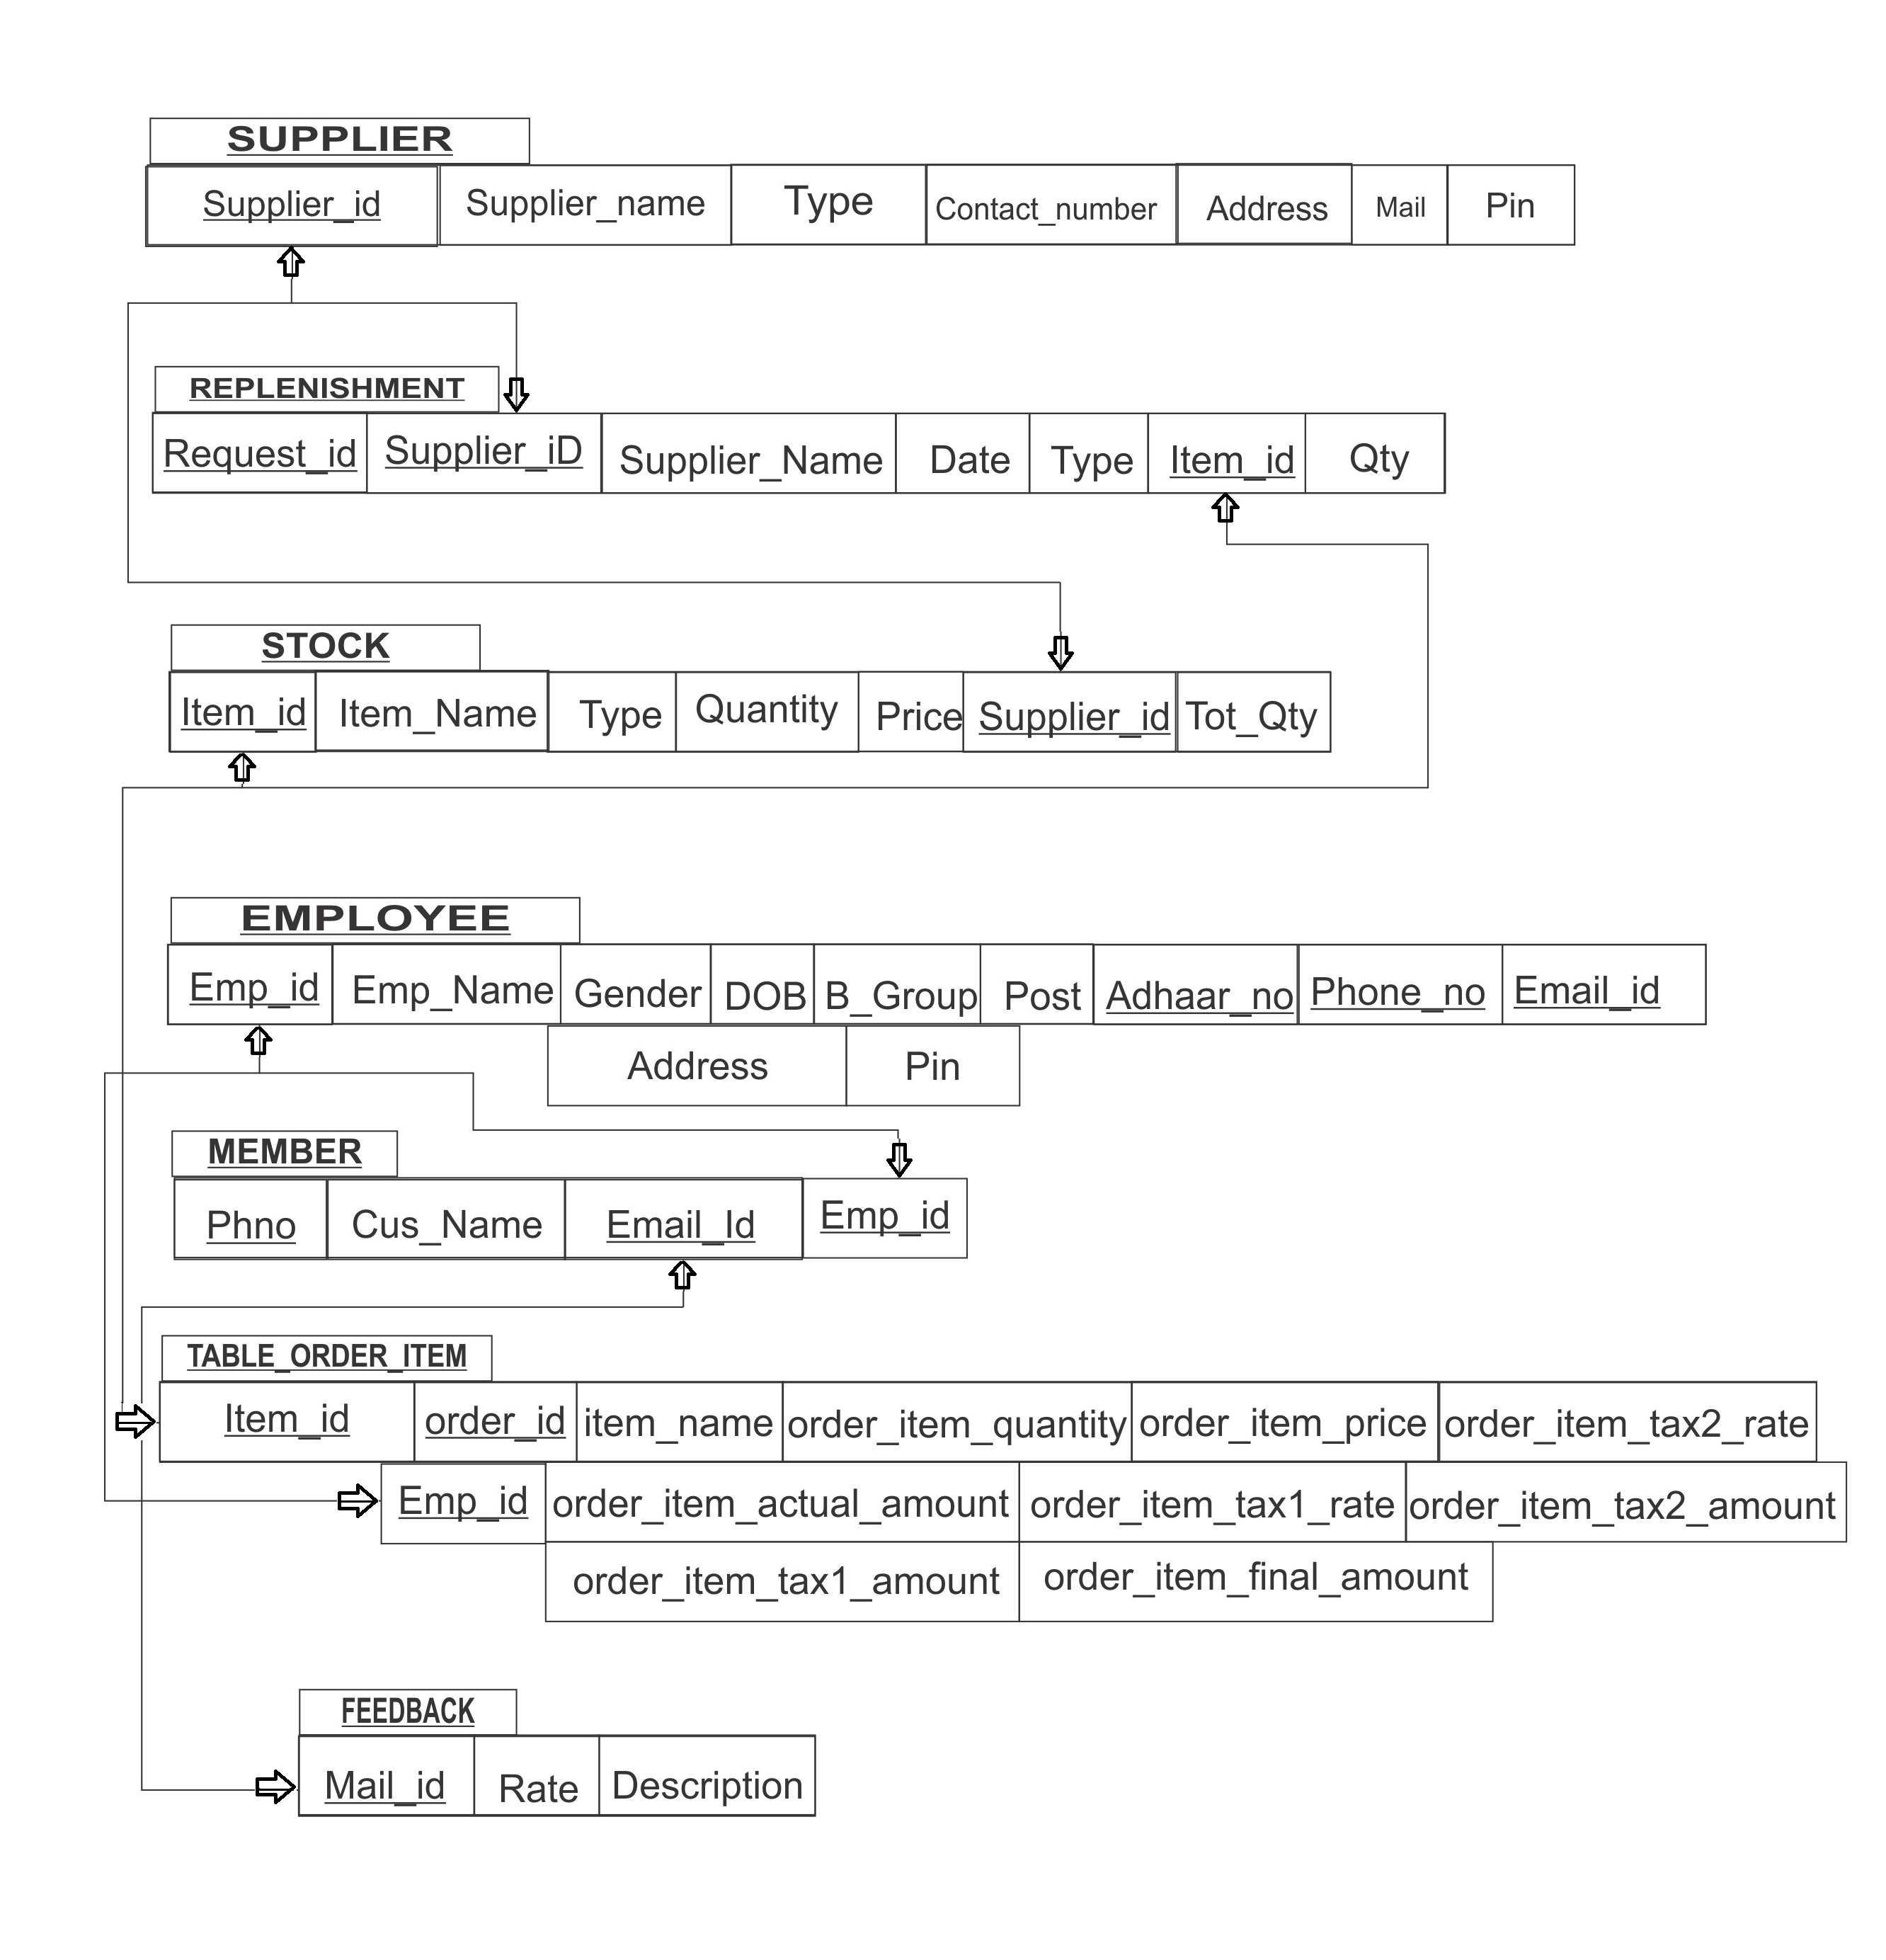 SUPPLIER
Supplier_id Supplier_name Type Contact_number Address Mail Pin
REPLENISHMENT
Request_id Supplier_iD Supplier_Name Date Type Item_id Qty
STOCK
Item_id Item_Name Type Quantity Price Supplier_id Tot_Qty
EMPLOYEE
Emp_id Emp_Name Gender DOB B_Group Post Adhaar_no Phone_no Email_id
Address Pin
MEMBER
Phno Cus_Name Email_Id Emp_id
TABLE_ORDER_ITEM
Item_id order_id item_name order_item_quantity order_item_price order_item_tax2_rate
Emp_id order_item_actual_amount order_item_tax1_rate order_item_tax2_amount
order_item_tax1_amount order_item_final_amount
FEEDBACK
Mail_id Rate Description